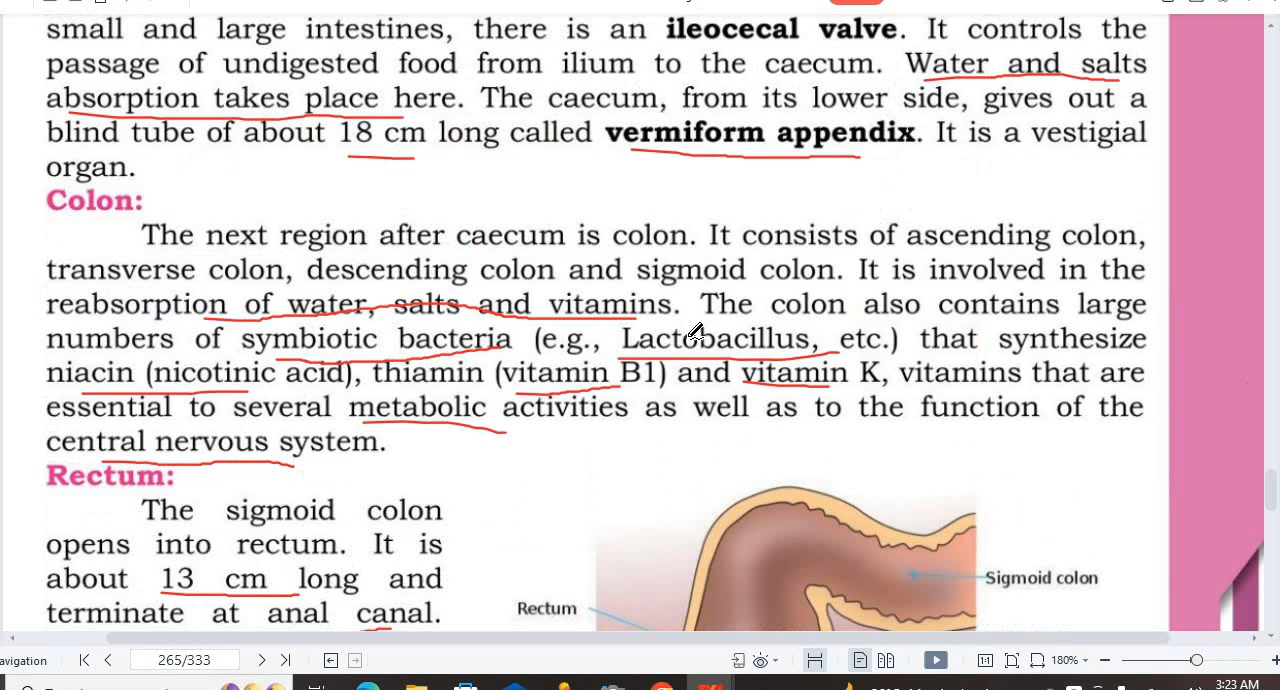 small and large intestines, there is an ileocecal valve. It controls the
passage of undigested food from ilium to the caecum. Water and salts
absorption takes place here. The caecum, from its lower side, gives out a
blind tube of about 18 cm long called vermiform appendix. It is a vestigial
organ.
Colon:
The next region after caecum is colon. It consists of ascending colon,
transverse colon, descending colon and sigmoid colon. It is involved in the
reabsorption of water, salts and vitamins. The colon also contains large
numbers of symbiotic bacteria (e.g., Lactobacillus, etc.) that synthesize
niacin (nicotinic acid), thiamin (vitamin B1) and vitamin K, vitamins that are
essential to several metabolic activities as well as to the function of the
central nervous system.
Rectum:
The sigmoid colon
opens into rectum. It is
about 13 cm long and
terminate at anal canal.
Sigmoid colon
Rectum
avigation
265/333
1:1
180%
3:23 AM